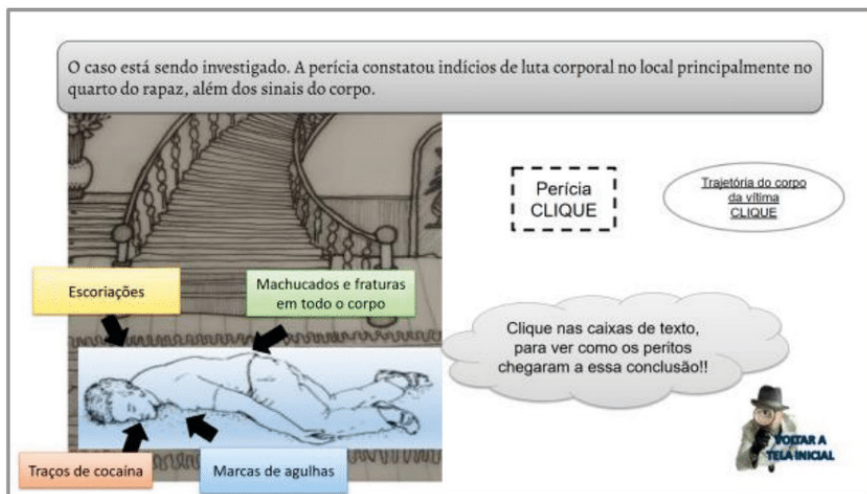 O caso está sendo investigado. A perícia constatou indícios de luta corporal no local principalmente no
quarto do rapaz, além dos sinais do corpo.
Perícia
CLIQUE
Trajetória do corpo
da vítima
CLIQUE
Escoriações
Machucados e fraturas
em todo o corpo
Clique nas caixas de texto,
para ver como os peritos
chegaram a essa conclusão!!
Traços de cocaína
Marcas de agulhas
VOLTAR A
TELA INICIAL